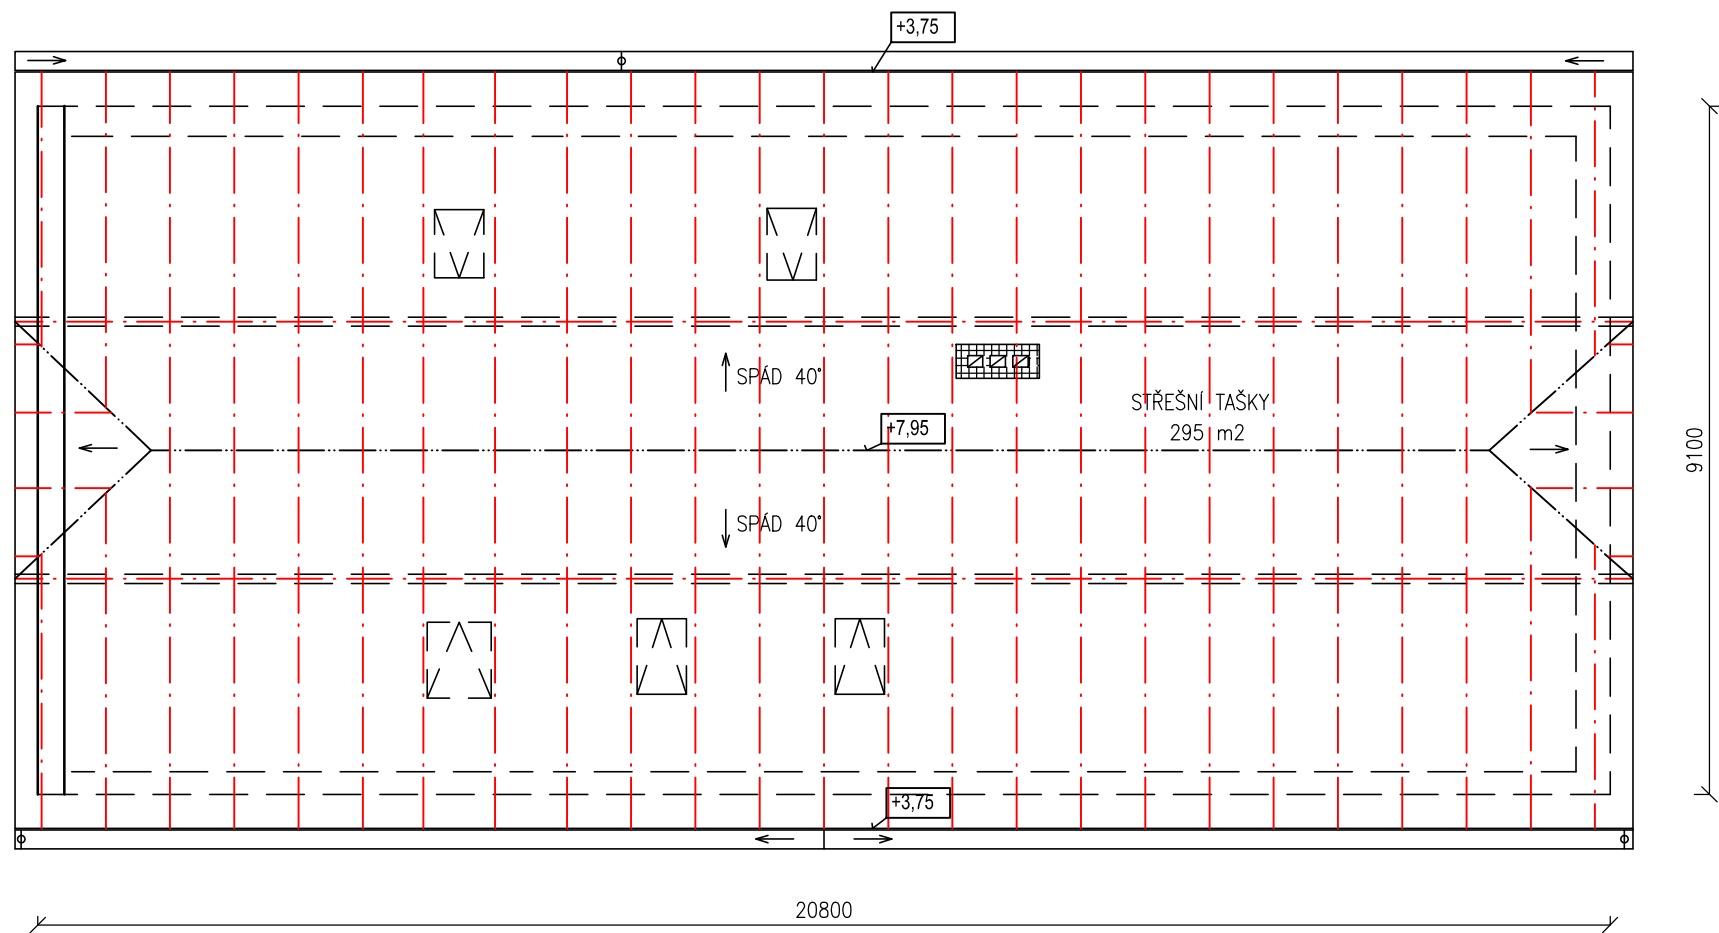 +3,75
SPÁD 40°
STŘEŠNÍ TAŠKY
295 m2
+7,95
9100
SPÁD 40°
+3,75
20800